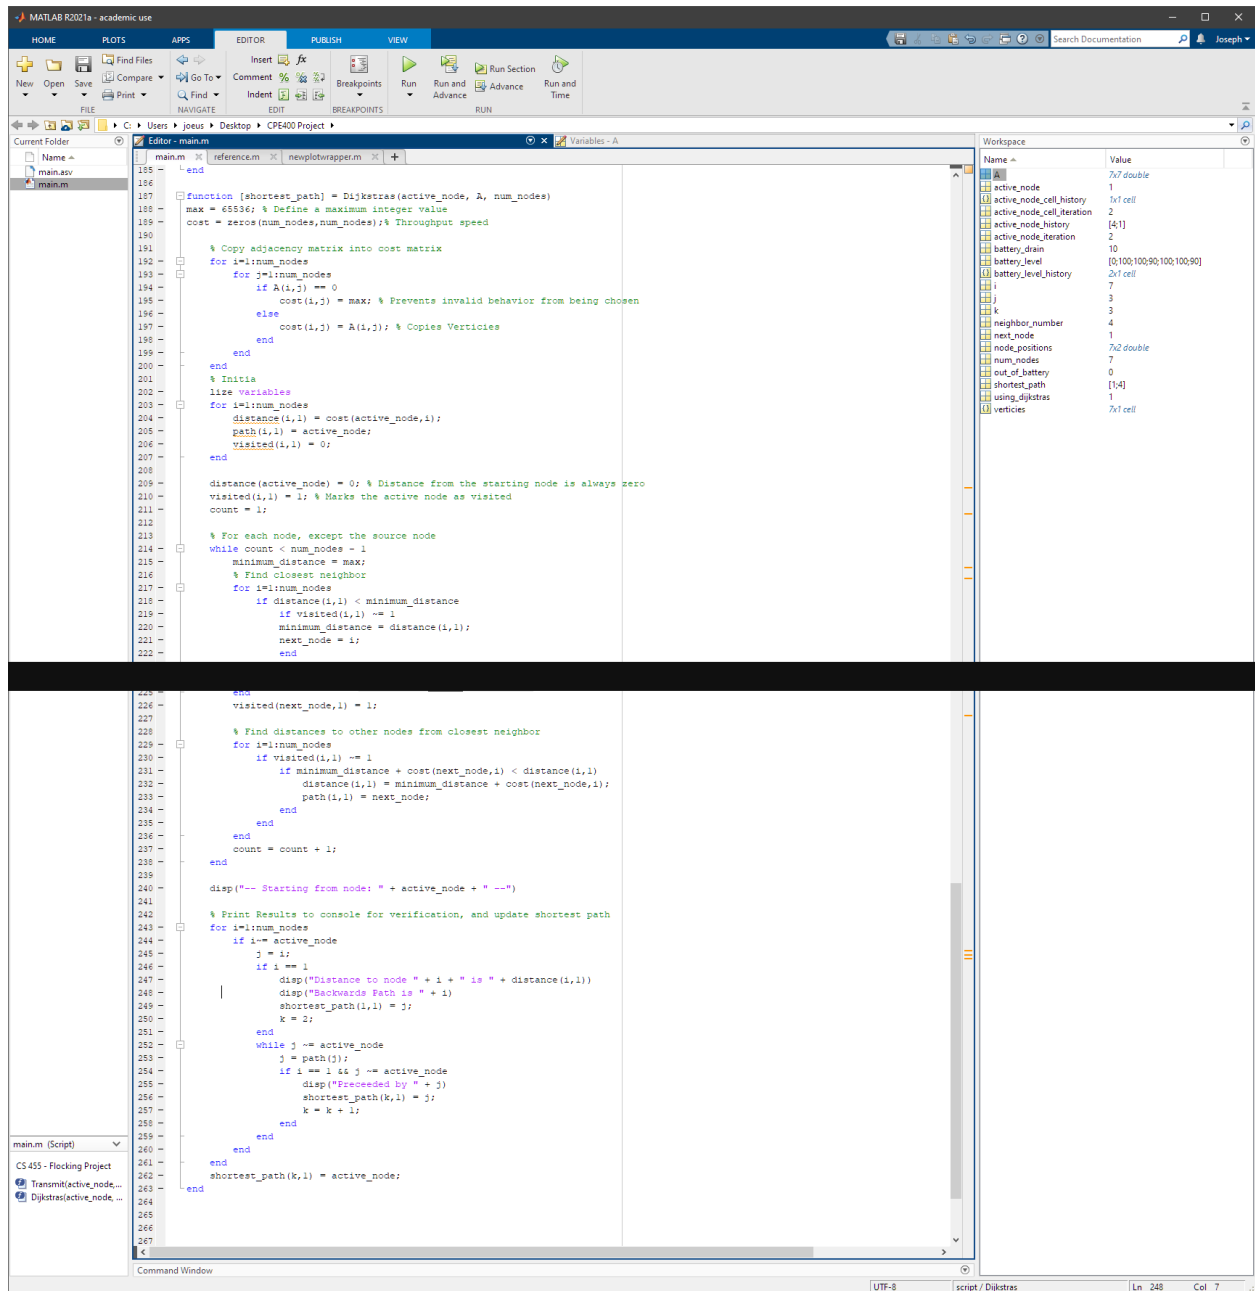 MATLAB R2021a - academic use
HOME PLOTS APPS EDITOR PUBLISH VIEW Search Documentation Joseph
Find Files Insert fx
Compare Go To Comment Run Section
New Open Save Print Find Indent Breakpoints Run Run and Advance Advance Run and Time
FILE NAVIGATE EDIT BREAKPOINTS RUN
C: Users joeus Desktop CPE400 Project
Current Folder
Name
main.asv
main.m
Editor - main.m
Variables - A
main.m reference.m newplotwrapper.m
185 end
186
187 function [shortest_path] = Dijkstras(active_node, A, num_nodes)
188 max = 65536; % Define a maximum integer value
189 cost = zeros(num_nodes,num_nodes);% Throughput speed
190
191 % Copy adjacency matrix into cost matrix
192 for i=1:num_nodes
193 for j=1:num_nodes
194 if A(i,j) == 0
195 cost(i,j) = max; % Prevents invalid behavior from being chosen
196 else
197 cost(i,j) = A(i,j); % Copies Verticies
198 end
199 end
200 end
201 % Initia
202 lize variables
203 for i=1:num_nodes
204 distance(i,1) = cost(active_node,i);
205 path(i,1) = active_node;
206 visited(i,1) = 0;
207 end
208
209 distance(active_node) = 0; % Distance from the starting node is always zero
210 visited(i,1) = 1; % Marks the active node as visited
211 count = 1;
212
213 % For each node, except the source node
214 while count < num_nodes - 1
215 minimum_distance = max;
216 % Find closest neighbor
217 for i=1:num_nodes
218 if distance(i,1) < minimum_distance
219 if visited(i,1) ~= 1
220 minimum_distance = distance(i,1);
221 next_node = i;
222 end
225 end
226 visited(next_node,1) = 1;
227
228 % Find distances to other nodes from closest neighbor
229 for i=1:num_nodes
230 if visited(i,1) ~= 1
231 if minimum_distance + cost(next_node,i) < distance(i,1)
232 distance(i,1) = minimum_distance + cost(next_node,i);
233 path(i,1) = next_node;
234 end
235 end
236 end
237 count = count + 1;
238 end
239
240 disp("-- Starting from node: " + active_node + " --")
241
242 % Print Results to console for verification, and update shortest path
243 for i=1:num_nodes
244 if i~= active_node
245 j = i;
246 if i == 1
247 disp("Distance to node " + i + " is " + distance(i,1))
248 disp("Backwards Path is " + i)
249 shortest_path(1,1) = j;
250 k = 2;
251 end
252 while j ~= active_node
253 j = path(j);
254 if i == 1 && j ~= active_node
255 disp("Preceeded by " + j)
256 shortest_path(k,1) = j;
257 k = k + 1;
258 end
259 end
260 end
261 end
262 shortest_path(k,1) = active_node;
263 end
264
265
266
267
Workspace
Name Value
A 7x7 double
active_node 1
active_node_cell_history 1x1 cell
active_node_cell_iteration 2
active_node_history [4;1]
active_node_iteration 2
battery_drain 10
battery_level [0;100;100;90;100;100;90]
battery_level_history 2x1 cell
i 7
j 3
k 3
neighbor_number 4
next_node 1
node_positions 7x2 double
num_nodes 7
out_of_battery 0
shortest_path [1;4]
using_dijkstras 1
verticies 7x1 cell
main.m (Script)
CS 455 - Flocking Project
Transmit(active_node,...
Dijkstras(active_node, ...
Command Window
UTF-8 script / Dijkstras Ln 248 Col 7